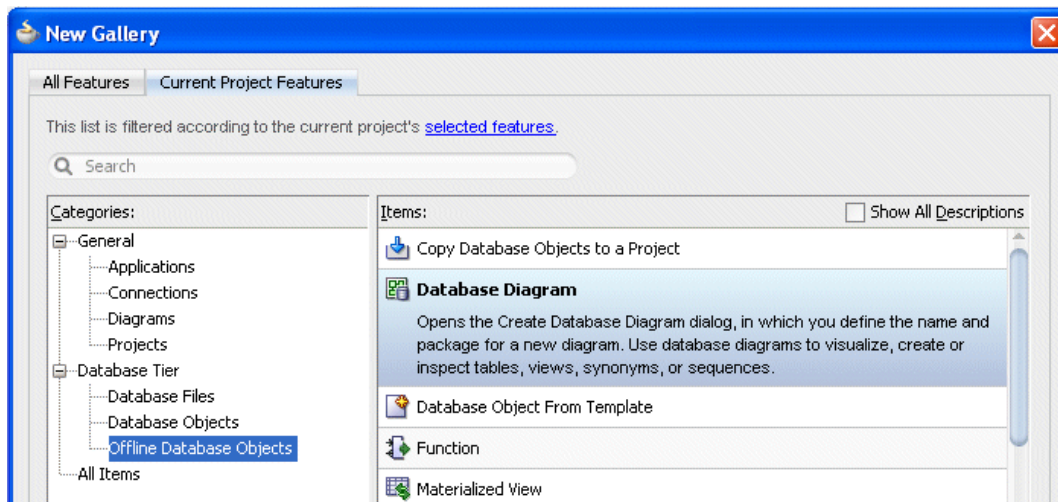 New Gallery
All Features
Current Project Features
This list is filtered according to the current project's selected features.
Search
Categories:
General
Applications
Connections
Diagrams
Projects
Database Tier
Database Files
Database Objects
Offline Database Objects
All Items
Items:
Show All Descriptions
Copy Database Objects to a Project
Database Diagram
Opens the Create Database Diagram dialog, in which you define the name and
package for a new diagram. Use database diagrams to visualize, create or
inspect tables, views, synonyms, or sequences.
Database Object From Template
Function
Materialized View